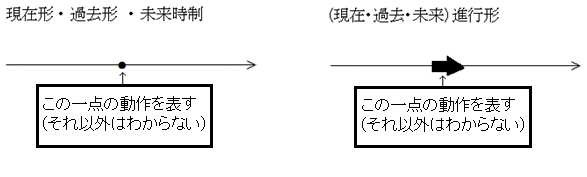 現在形・過去形 ・未来時制
この一点の動作を表す
(それ以外はわからない)
(現在・過去・未来)進行形
この一点の動作を表す
(それ以外はわからない)